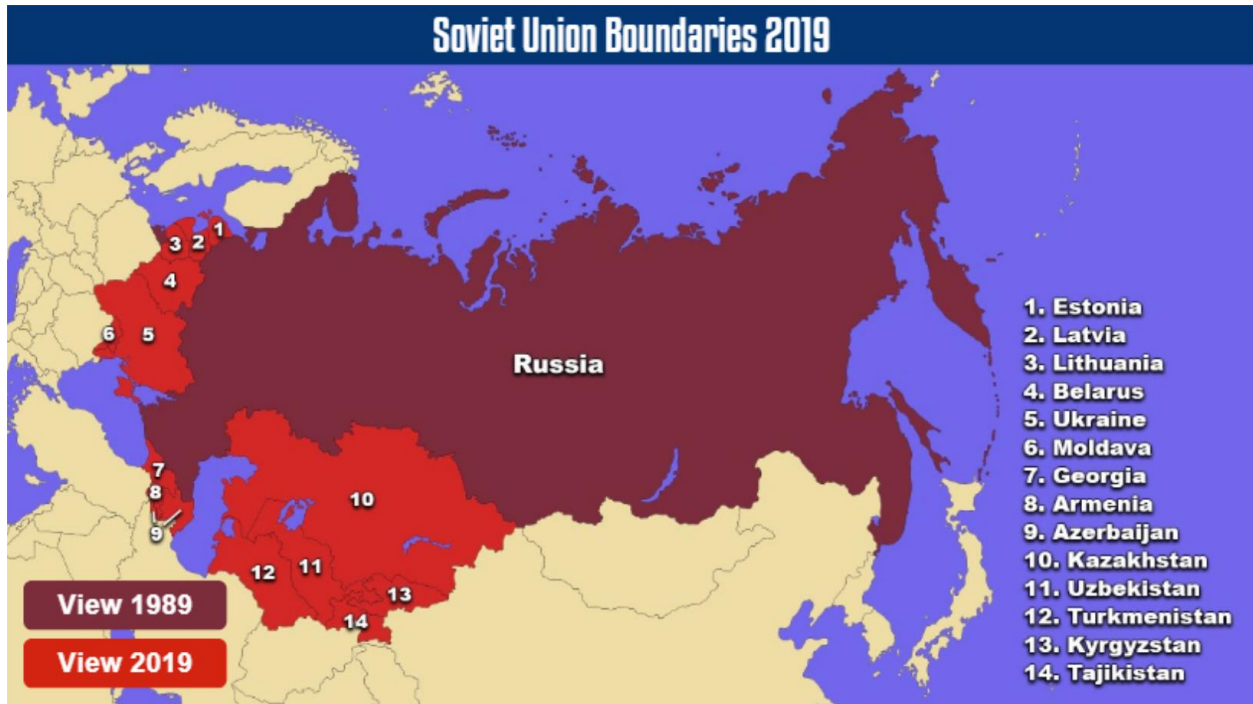 Soviet Union Boundaries 2019
1
2
3
4
5
6
Russia
7
8
9
10
11
12
13
14
1. Estonia
2. Latvia
3. Lithuania
4. Belarus
5. Ukraine
6. Moldava
7. Georgia
8. Armenia
9. Azerbaijan
10. Kazakhstan
11. Uzbekistan
12. Turkmenistan
13. Kyrgyzstan
14. Tajikistan
View 1989
View 2019